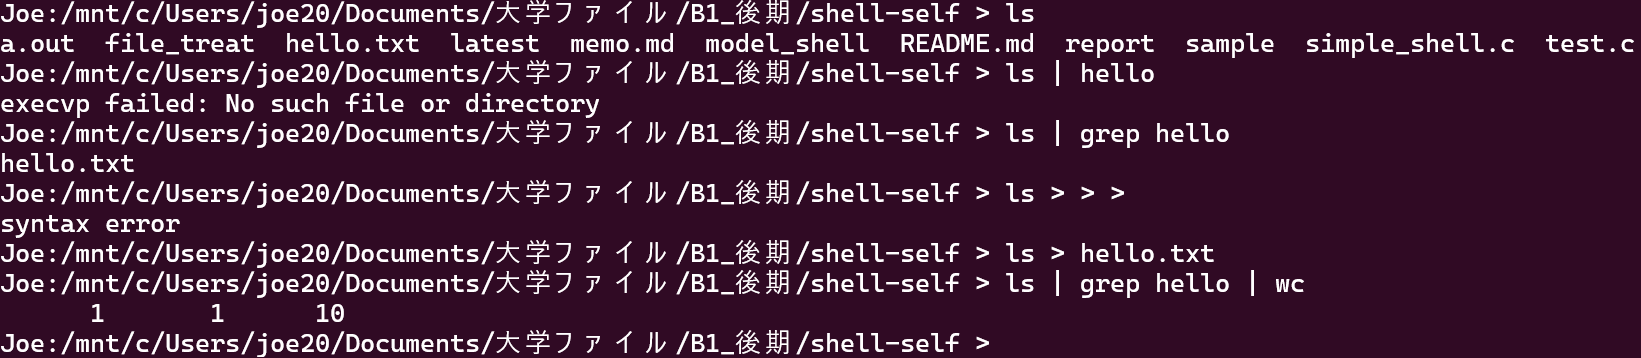 Joe:/mnt/c/Users/joe20/Documents/大学ファイル/B1_後期/shell-self > ls
a.out  file_treat  hello.txt  latest  memo.md  model_shell  README.md  report  sample  simple_shell.c  test.c
Joe:/mnt/c/Users/joe20/Documents/大学ファイル/B1_後期/shell-self > ls | hello
execvp failed: No such file or directory
Joe:/mnt/c/Users/joe20/Documents/大学ファイル/B1_後期/shell-self > ls | grep hello
hello.txt
Joe:/mnt/c/Users/joe20/Documents/大学ファイル/B1_後期/shell-self > ls > > >
syntax error
Joe:/mnt/c/Users/joe20/Documents/大学ファイル/B1_後期/shell-self > ls > hello.txt
Joe:/mnt/c/Users/joe20/Documents/大学ファイル/B1_後期/shell-self > ls | grep hello | wc
      1       1      10
Joe:/mnt/c/Users/joe20/Documents/大学ファイル/B1_後期/shell-self >